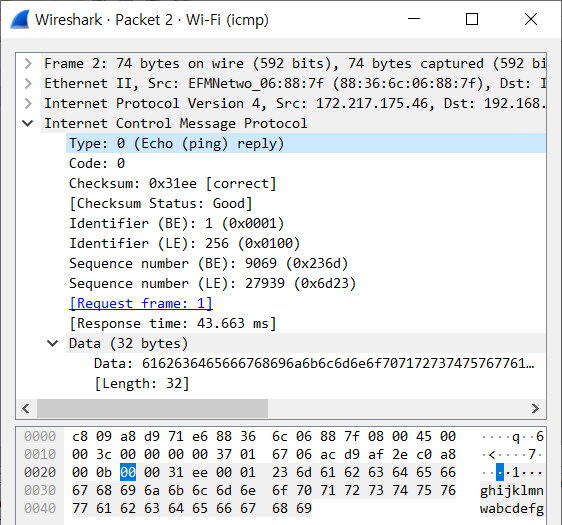 Wireshark · Packet 2 · Wi-Fi (icmp)
Frame 2: 74 bytes on wire (592 bits), 74 bytes captured (592 bi
Ethernet II, Src: EFMNetwo_06:88:7f (88:36:6c:06:88:7f), Dst: I
Internet Protocol Version 4, Src: 172.217.175.46, Dst: 192.168.
Internet Control Message Protocol
Type: 0 (Echo (ping) reply)
Code: 0
Checksum: 0x31ee [correct]
[Checksum Status: Good]
Identifier (BE): 1 (0x0001)
Identifier (LE): 256 (0x0100)
Sequence number (BE): 9069 (0x236d)
Sequence number (LE): 27939 (0x6d23)
[Request frame: 1]
[Response time: 43.663 ms]
Data (32 bytes)
Data: 6162636465666768696a6b6c6d6e6f7071727374757677​61…
[Length: 32]
0000 c8 09 a8 d9 71 e6 88 36 6c 06 88 7f 08 00 45 00 ····q··6
0010 00 3c 00 00 00 00 37 01 67 06 ac d9 af 2e c0 a8 ·<····7·
0020 00 0b 00 00 31 ee 00 01 23 6d 61 62 63 64 65 66 ····1···
0030 67 68 69 6a 6b 6c 6d 6e 6f 70 71 72 73 74 75 76 ghijklmn
0040 77 61 62 63 64 65 66 67 68 69 wabcdefg